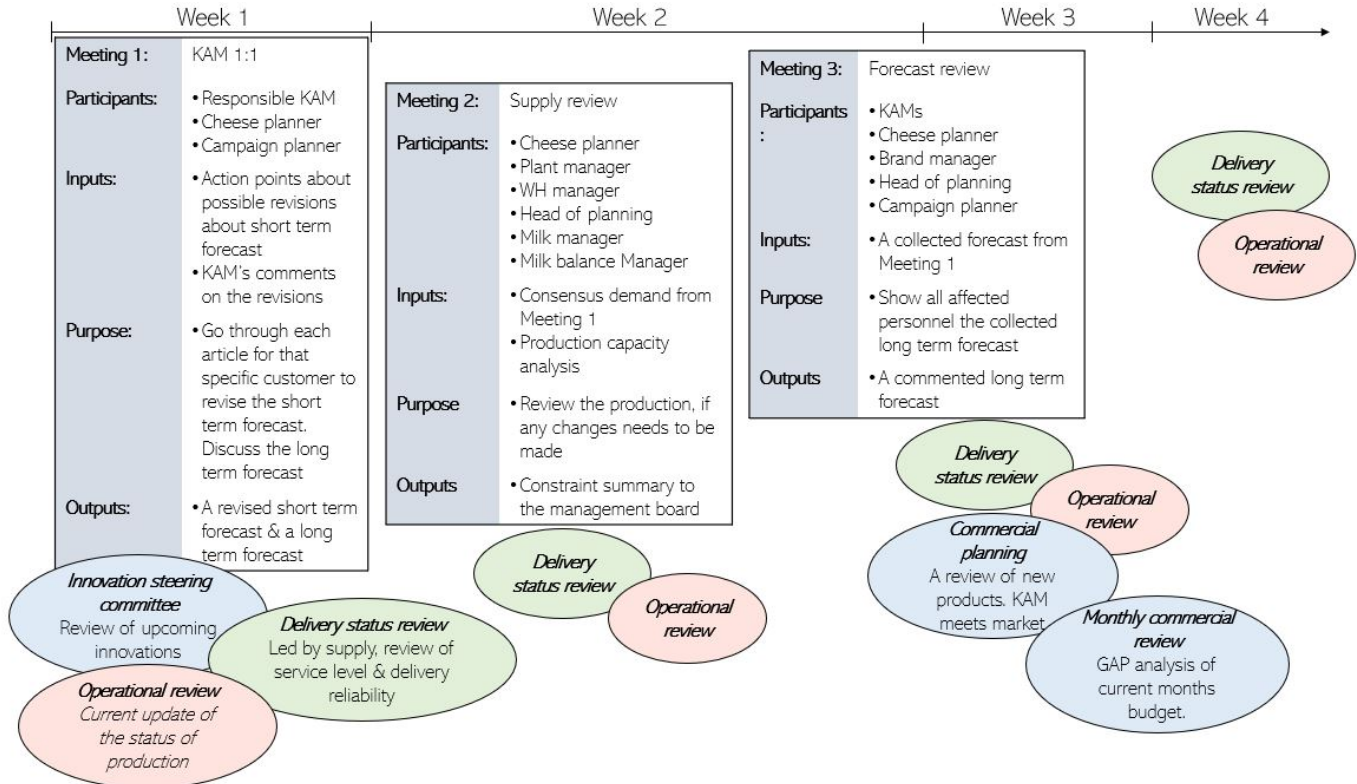 Week 1
Week 2
Week 3
Week 4
Meeting 1: KAM 1:1
Participants: • Responsible KAM
• Cheese planner
• Campaign planner
Inputs: • Action points about
possible revisions
about short term
forecast
• KAM's comments
on the revisions
Purpose: • Go through each
article for that
specific customer to
revise the short
term forecast.
Discuss the long
term forecast
Outputs: • A revised short term
forecast & a long
term forecast
Meeting 2: Supply review
Participants: • Cheese planner
• Plant manager
• WH manager
• Head of planning
• Milk manager
• Milk balance Manager
Inputs: • Consensus demand from
Meeting 1
• Production capacity
analysis
Purpose • Review the production, if
any changes needs to be
made
Outputs • Constraint summary to
the management board
Meeting 3: Forecast review
Participants • KAMs
: • Cheese planner
• Brand manager
• Head of planning
• Campaign planner
Inputs: • A collected forecast from
Meeting 1
Purpose • Show all affected
personnel the collected
long term forecast
Outputs • A commented long term
forecast
Innovation steering
committee
Review of upcoming
innovations
Delivery status review
Led by supply, review of
service level & delivery
reliability
Operational review
Current update of
the status of
production
Delivery
status review
Operational
review
Delivery
status review
Operational
review
Commercial
planning
A review of new
products. KAM
meets market
Monthly commercial
review
GAP analysis of
current months
budget.
Delivery
status review
Operational
review